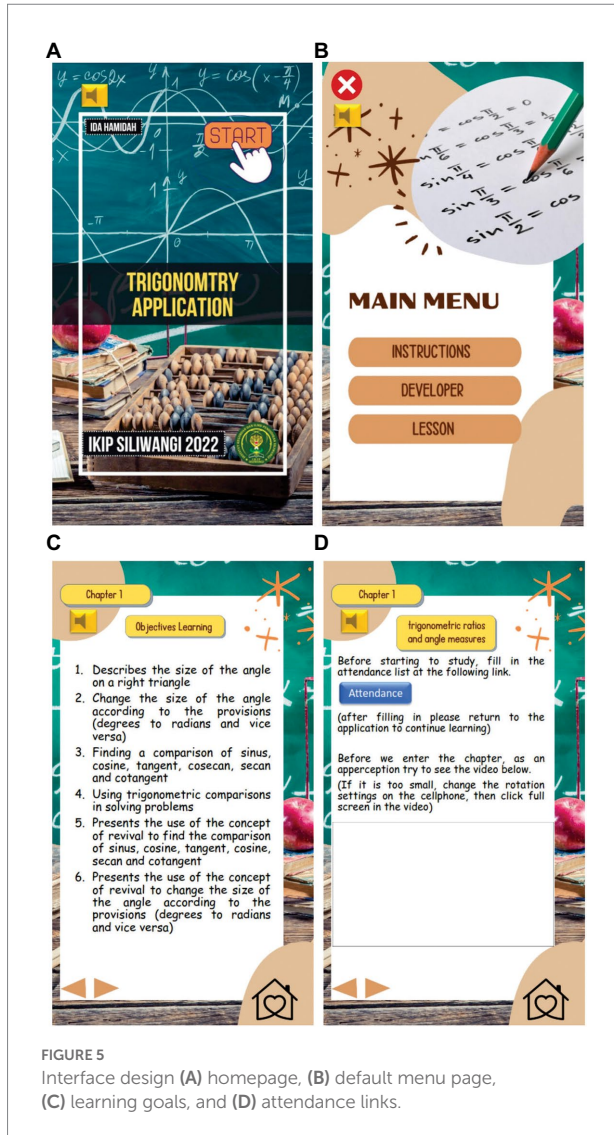 A
y = cos2x
y = cos(x-π/4)
IDA HAMIDAH
START
-π
π
TRIGONOMTRY
APPLICATION
IKIP SILIWANGI 2022
B
sin π/4 = cos
sin π/3 = cos π/6
sin π/2 = cos
MAIN MENU
INSTRUCTIONS
DEVELOPER
LESSON
C
Chapter 1
Objectives Learning
1. Describes the size of the angle
on a right triangle
2. Change the size of the angle
according to the provisions
(degrees to radians and vice
versa)
3. Finding a comparison of sinus,
cosine, tangent, cosecan, secan
and cotangent
4. Using trigonometric comparisons
in solving problems
5. Presents the use of the concept
of revival to find the comparison
of sinus, cosine, tangent, cosine,
secan and cotangent
6. Presents the use of the concept
of revival to change the size of
the angle according to the
provisions (degrees to radians
and vice versa)
D
Chapter 1
trigonometric ratios
and angle measures
Before starting to study, fill in the
attendance list at the following link.
Attendance
(after filling in please return to the
application to continue learning)
Before we enter the chapter, as an
apperception try to see the video below.
(If it is too small, change the rotation
settings on the cellphone, then click full
screen in the video)
FIGURE 5
Interface design (A) homepage, (B) default menu page,
(C) learning goals, and (D) attendance links.